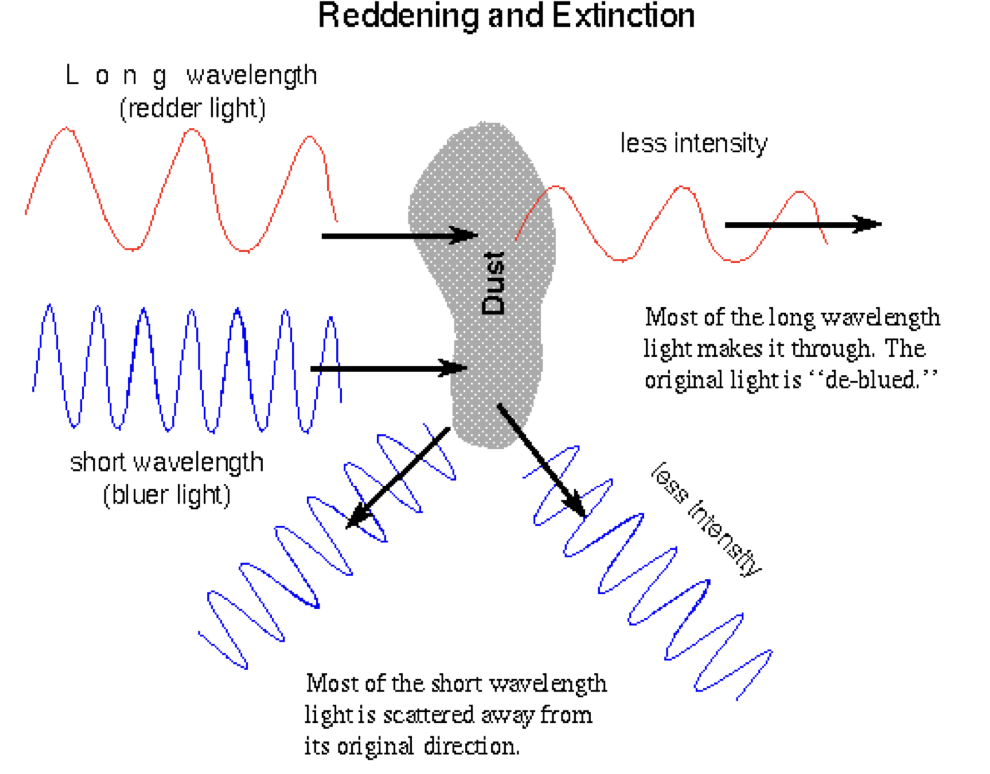 Reddening and Extinction
L o n g wavelength
(redder light)
less intensity
Dust
Most of the long wavelength
light makes it through. The
original light is ‘‘de-blued.’’
short wavelength
(bluer light)
less intensity
Most of the short wavelength
light is scattered away from
its original direction.